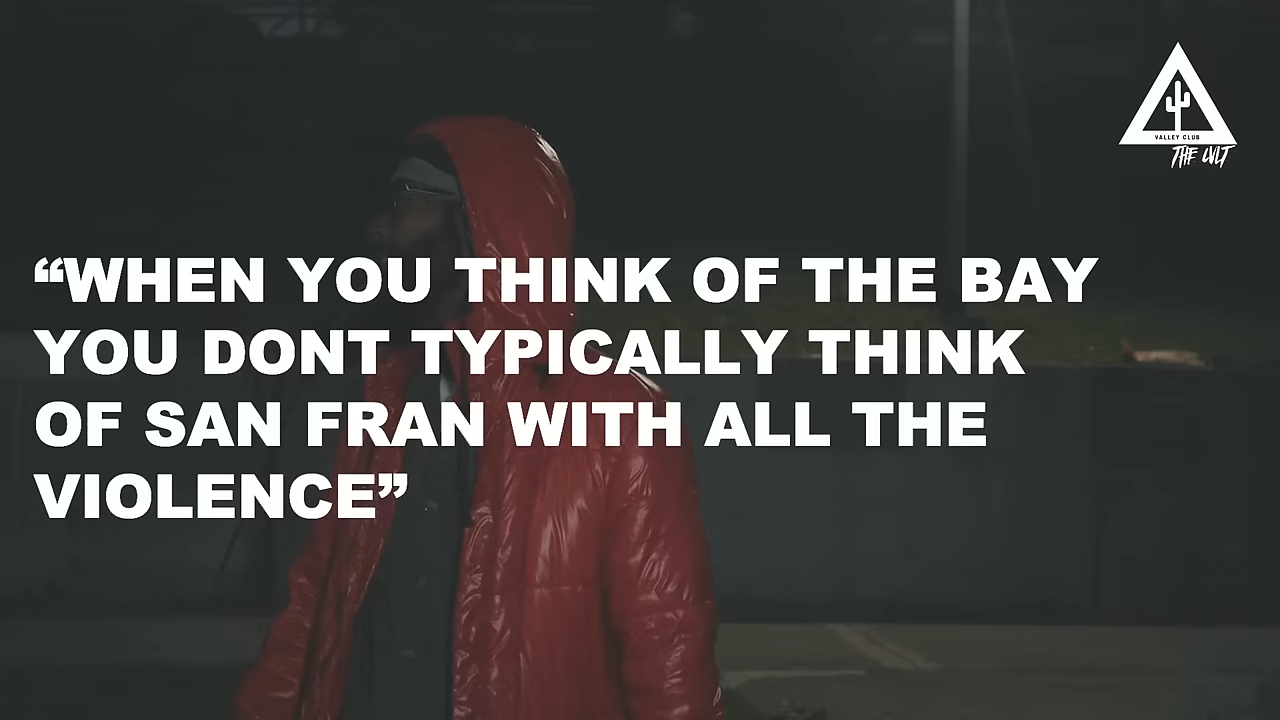 VALLEY CLUB
THE CVLT
“WHEN YOU THINK OF THE BAY
YOU DONT TYPICALLY THINK
OF SAN FRAN WITH ALL THE
VIOLENCE”